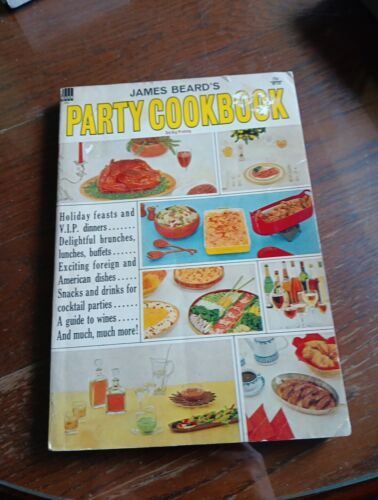 JAMES BEARD'S
PARTY COOKBOOK
Holiday feasts and
V.I.P. dinners.......
Delightful brunches,
lunches, buffets.....
Exciting foreign and
American dishes.....
Snacks and drinks for
cocktail parties......
A guide to wines.....
And much, much more!